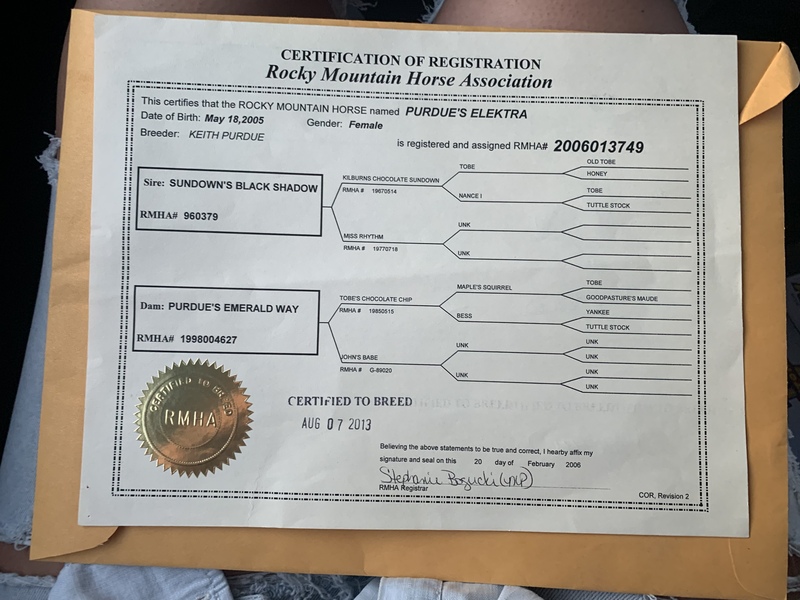 CERTIFICATION OF REGISTRATION
Rocky Mountain Horse Association
This certifies that the ROCKY MOUNTAIN HORSE named PURDUE'S ELEKTRA
Date of Birth: May 18,2005 Gender: Female
Breeder: KEITH PURDUE
is registered and assigned RMHA# 2006013749
Sire: SUNDOWN'S BLACK SHADOW
RMHA# 960379
KILBURNS CHOCOLATE SUNDOWN
RMHA # 19670514
TOBE
OLD TOBE
HONEY
NANCE I
TOBE
TUTTLE STOCK
MISS RHYTHM
RMHA # 19770718
UNK
UNK
Dam: PURDUE'S EMERALD WAY
RMHA# 1998004627
TOBE'S CHOCOLATE CHIP
RMHA # 19850515
MAPLE'S SQUIRREL
TOBE
GOODPASTURE'S MAUDE
BESS
YANKEE
TUTTLE STOCK
JOHN'S BABE
RMHA # G-89020
UNK
UNK
UNK
UNK
UNK
UNK
CERTIFIED TO BREED
RMHA
CERTIFIED TO BREED
AUG 07 2013
Believing the above statements to be true and correct, I hearby affix my
signature and seal on this 20 day of February 2006
Stephanie Bogucki (MP)
RMHA Registrar
COR, Revision 2